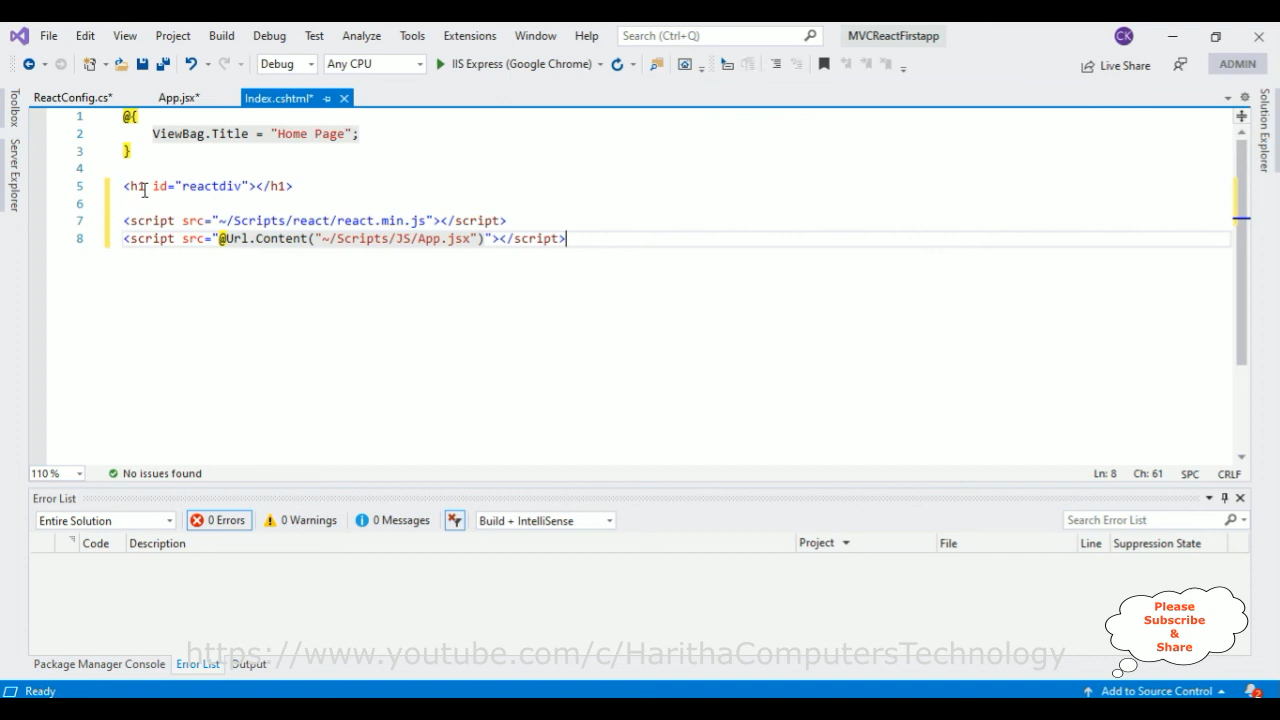 File Edit View Project Build Debug Test Analyze Tools Extensions Window Help Search (Ctrl+Q) MVCReactFirstapp CK
Debug Any CPU IIS Express (Google Chrome) Live Share ADMIN
ReactConfig.cs* App.jsx* Index.cshtml*
Toolbox
Server Explorer
Solution Explorer
1 @{
2 ViewBag.Title = "Home Page";
3 }
4
5 <h1 id="reactdiv"></h1>
6
7 <script src="~/Scripts/react/react.min.js"></script>
8 <script src="@Url.Content("~/Scripts/JS/App.jsx")"></script>
110 % No issues found Ln: 8 Ch: 61 SPC CRLF
Error List
Entire Solution 0 Errors 0 Warnings 0 Messages Build + IntelliSense Search Error List
Code Description Project File Line Suppression State
Please
Subscribe
&
Share
https://www.youtube.com/c/HarithaComputersTechnology
Package Manager Console Error List Output
Ready Add to Source Control 2